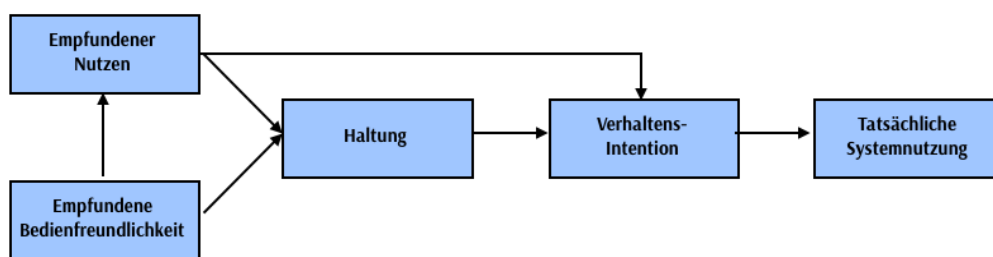 Empfundener
Nutzen
Haltung
Verhaltens-
Intention
Tatsächliche
Systemnutzung
Empfundene
Bedienfreundlichkeit